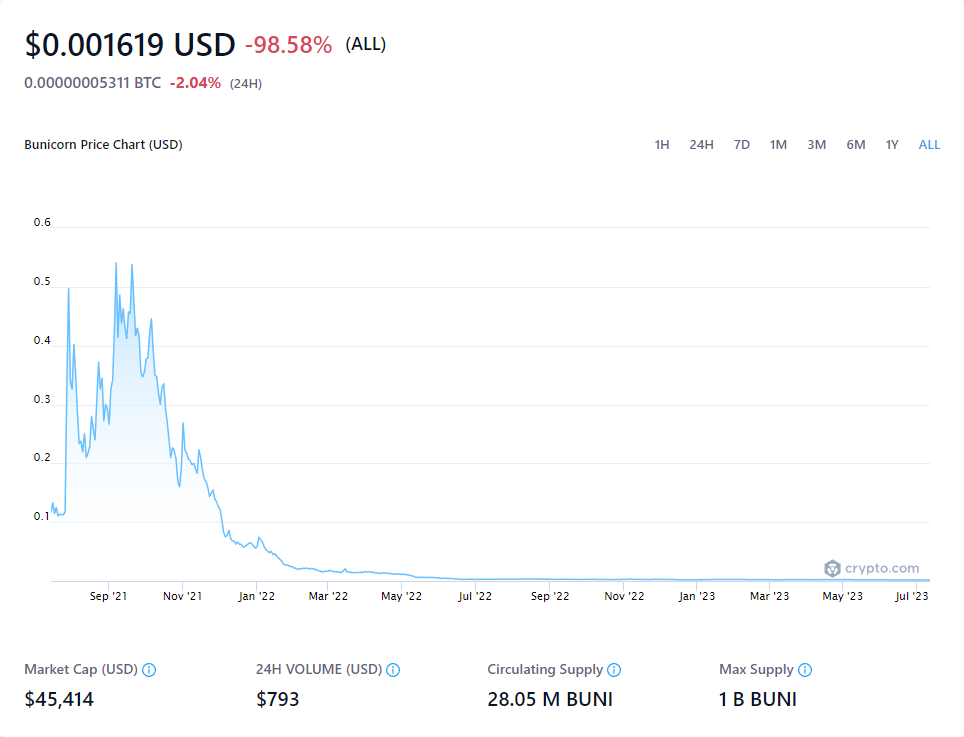 $0.001619 USD -98.58% (ALL)
0.00000005311 BTC -2.04% (24H)
Bunicorn Price Chart (USD) 1H 24H 7D 1M 3M 6M 1Y ALL
0.6
0.5
0.4
0.3
0.2
0.1
crypto.com
Sep '21 Nov '21 Jan '22 Mar '22 May '22 Jul '22 Sep '22 Nov '22 Jan '23 Mar '23 May '23 Jul '23
Market Cap (USD) 24H VOLUME (USD) Circulating Supply Max Supply
$45,414 $793 28.05 M BUNI 1 B BUNI